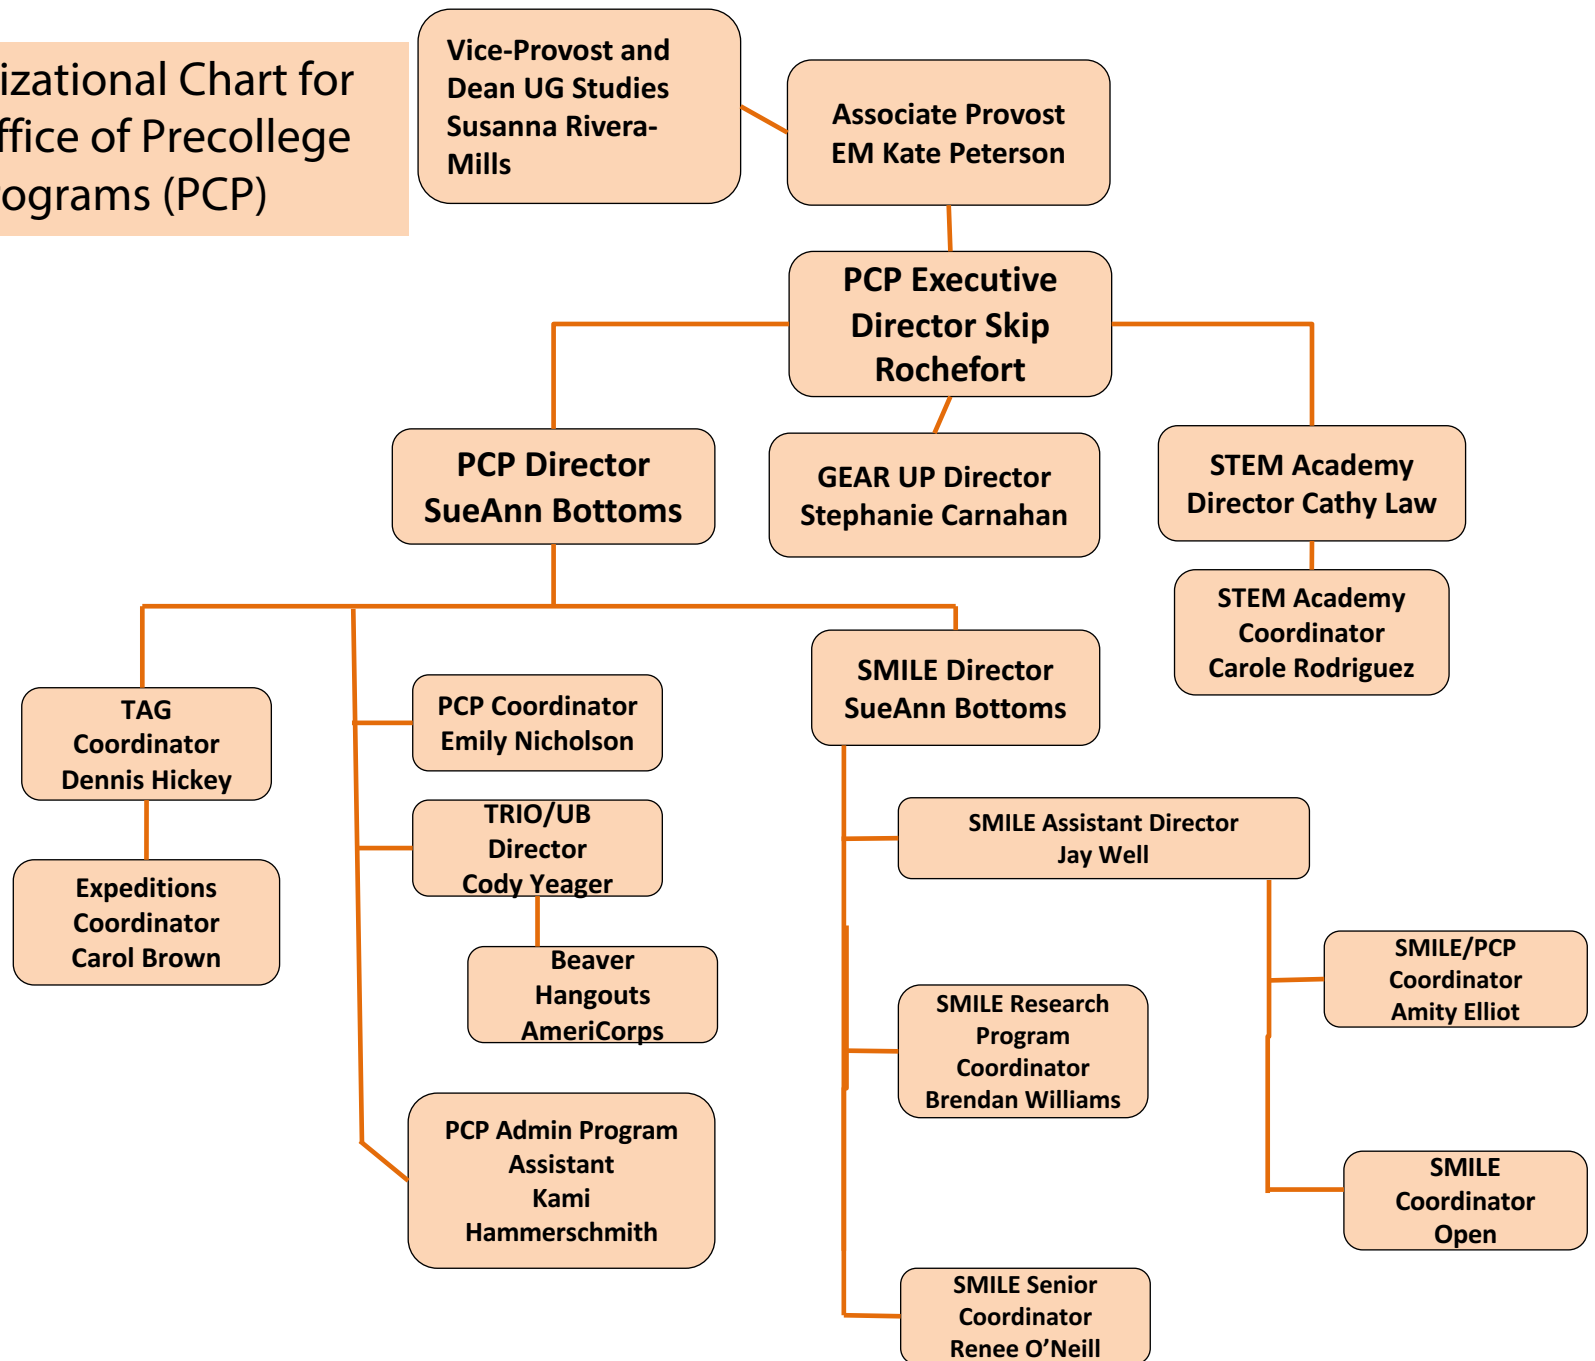 izational Chart for
ffice of Precollege
rograms (PCP)
Vice-Provost and
Dean UG Studies
Susanna Rivera-
Mills
Associate Provost
EM Kate Peterson
PCP Executive
Director Skip
Rochefort
PCP Director
SueAnn Bottoms
GEAR UP Director
Stephanie Carnahan
STEM Academy
Director Cathy Law
STEM Academy
Coordinator
Carole Rodriguez
TAG
Coordinator
Dennis Hickey
Expeditions
Coordinator
Carol Brown
PCP Coordinator
Emily Nicholson
TRIO/UB
Director
Cody Yeager
Beaver
Hangouts
AmeriCorps
PCP Admin Program
Assistant
Kami
Hammerschmith
SMILE Director
SueAnn Bottoms
SMILE Assistant Director
Jay Well
SMILE Research
Program
Coordinator
Brendan Williams
SMILE Senior
Coordinator
Renee O’Neill
SMILE/PCP
Coordinator
Amity Elliot
SMILE
Coordinator
Open